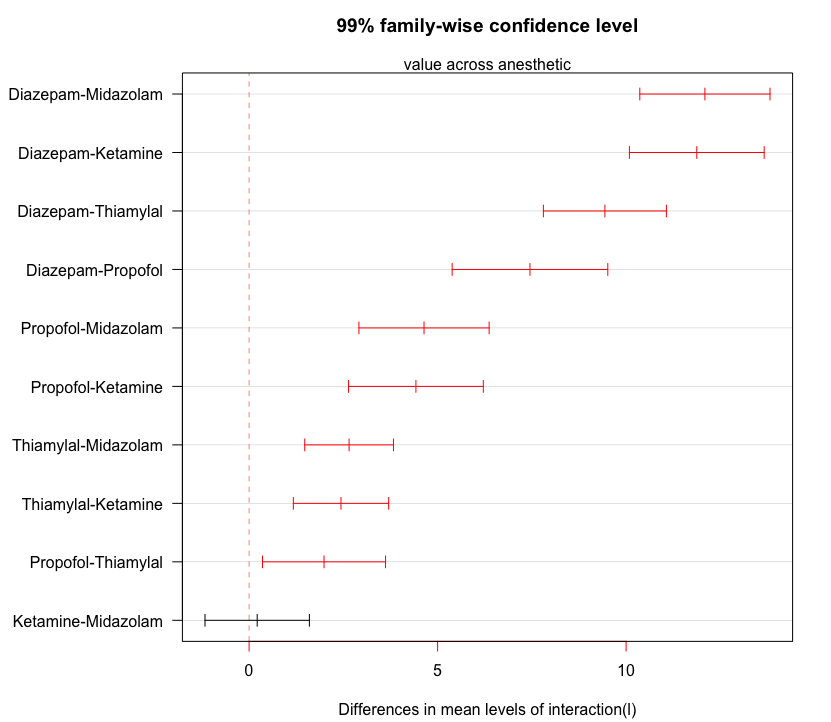 99% family-wise confidence level
value across anesthetic
Diazepam-Midazolam
Diazepam-Ketamine
Diazepam-Thiamylal
Diazepam-Propofol
Propofol-Midazolam
Propofol-Ketamine
Thiamylal-Midazolam
Thiamylal-Ketamine
Propofol-Thiamylal
Ketamine-Midazolam
0 5 10
Differences in mean levels of interaction(I)